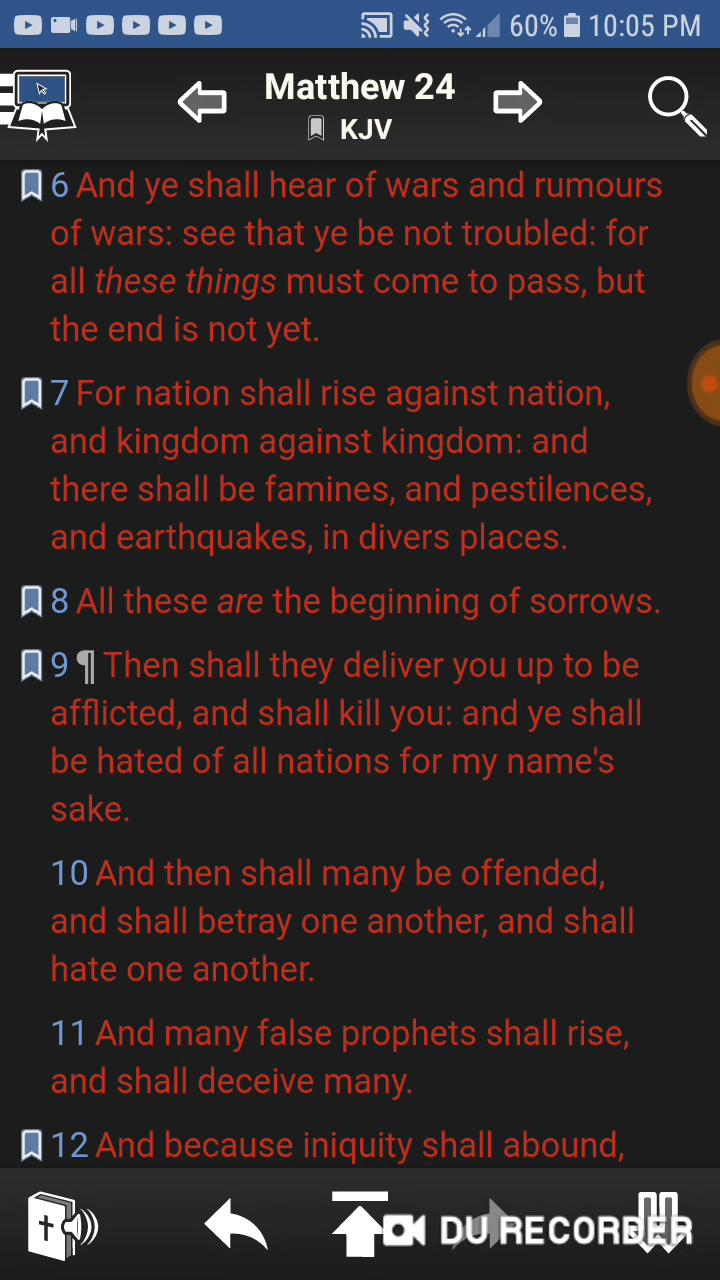 60% 10:05 PM
Matthew 24
KJV
6 And ye shall hear of wars and rumours
of wars: see that ye be not troubled: for
all these things must come to pass, but
the end is not yet.
7 For nation shall rise against nation,
and kingdom against kingdom: and
there shall be famines, and pestilences,
and earthquakes, in divers places.
8 All these are the beginning of sorrows.
9 ¶ Then shall they deliver you up to be
afflicted, and shall kill you: and ye shall
be hated of all nations for my name's
sake.
10 And then shall many be offended,
and shall betray one another, and shall
hate one another.
11 And many false prophets shall rise,
and shall deceive many.
12 And because iniquity shall abound,
DU RECORDER